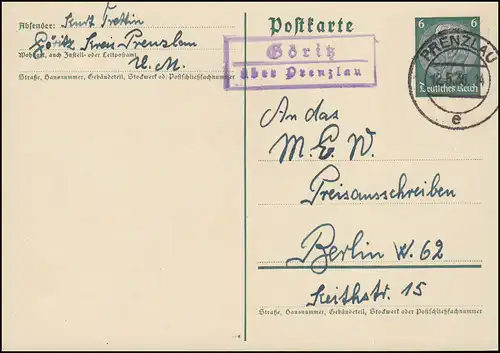 Absender: Kurt Trettin
Göritz, Kreis Prenzlau
Wohnort, auch Zustell- oder Leitpostamt
U. M.
Straße, Hausnummer, Gebäudeteil, Stockwerk od. Postschließfachnummer
Postkarte
6 6
Deutsches Reich
PRENZLAU
e
Göritz
über Prenzlau
An das
M. E. W.
Preisausschreiben
Berlin W. 62
Keithstr. 15
Straße, Hausnummer, Gebäudeteil, Stockwerk oder Postschließfachnummer